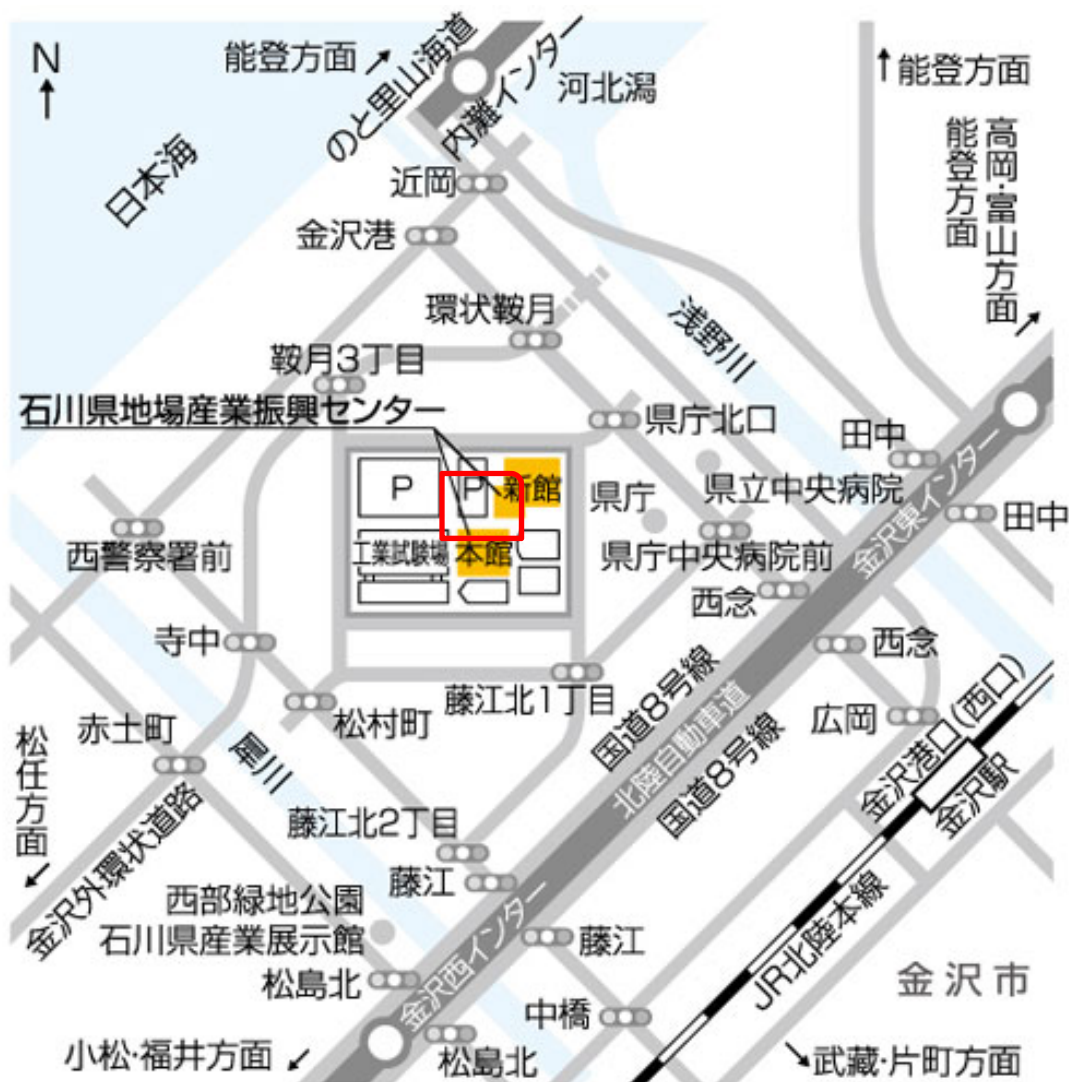 N
能登方面
のと里山海道
内灘インター
河北潟
能登方面
高岡・富山方面
能登方面
日本海
近岡
金沢港
環状鞍月
浅野川
鞍月3丁目
石川県地場産業振興センター
県庁北口
田中
P
P
新館
県庁
県立中央病院
金沢東インター
田中
西警察署前
工業試験場
本館
県庁中央病院前
西念
寺中
西念
藤江北1丁目
国道8号線
松村町
広岡
金沢港口(西口)
赤土町
犀川
北陸自動車道
国道8号線
金沢駅
松任方面
金沢外環状道路
藤江北2丁目
藤江
西部緑地公園
石川県産業展示館
藤江
JR北陸本線
金沢西インター
松島北
金沢市
中橋
小松・福井方面
松島北
武蔵・片町方面